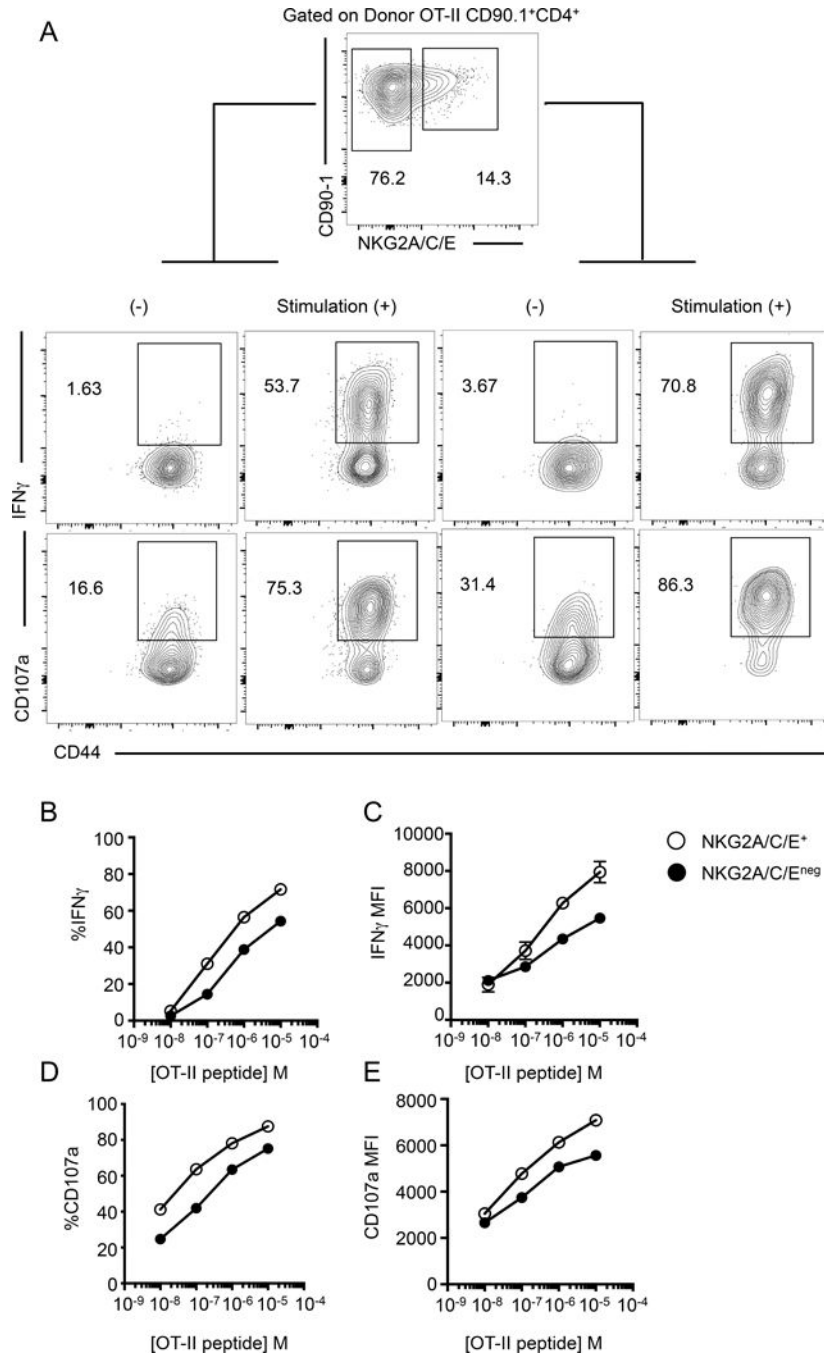 Gated on Donor OT-II CD90.1⁺CD4⁺
A
CD90-1
76.2 14.3
NKG2A/C/E
(-) Stimulation (+) (-) Stimulation (+)
IFNγ
1.63 53.7 3.67 70.8
CD107a
16.6 75.3 31.4 86.3
CD44
B
%IFNγ
100
80
60
40
20
0
10⁻⁹ 10⁻⁸ 10⁻⁷ 10⁻⁶ 10⁻⁵ 10⁻⁴
[OT-II peptide] M
C
IFNγ MFI
10000
8000
6000
4000
2000
0
10⁻⁹ 10⁻⁸ 10⁻⁷ 10⁻⁶ 10⁻⁵ 10⁻⁴
[OT-II peptide] M
NKG2A/C/E⁺
NKG2A/C/Eⁿᵉᵍ
D
%CD107a
100
80
60
40
20
0
10⁻⁹ 10⁻⁸ 10⁻⁷ 10⁻⁶ 10⁻⁵ 10⁻⁴
[OT-II peptide] M
E
CD107a MFI
8000
6000
4000
2000
0
10⁻⁹ 10⁻⁸ 10⁻⁷ 10⁻⁶ 10⁻⁵ 10⁻⁴
[OT-II peptide] M